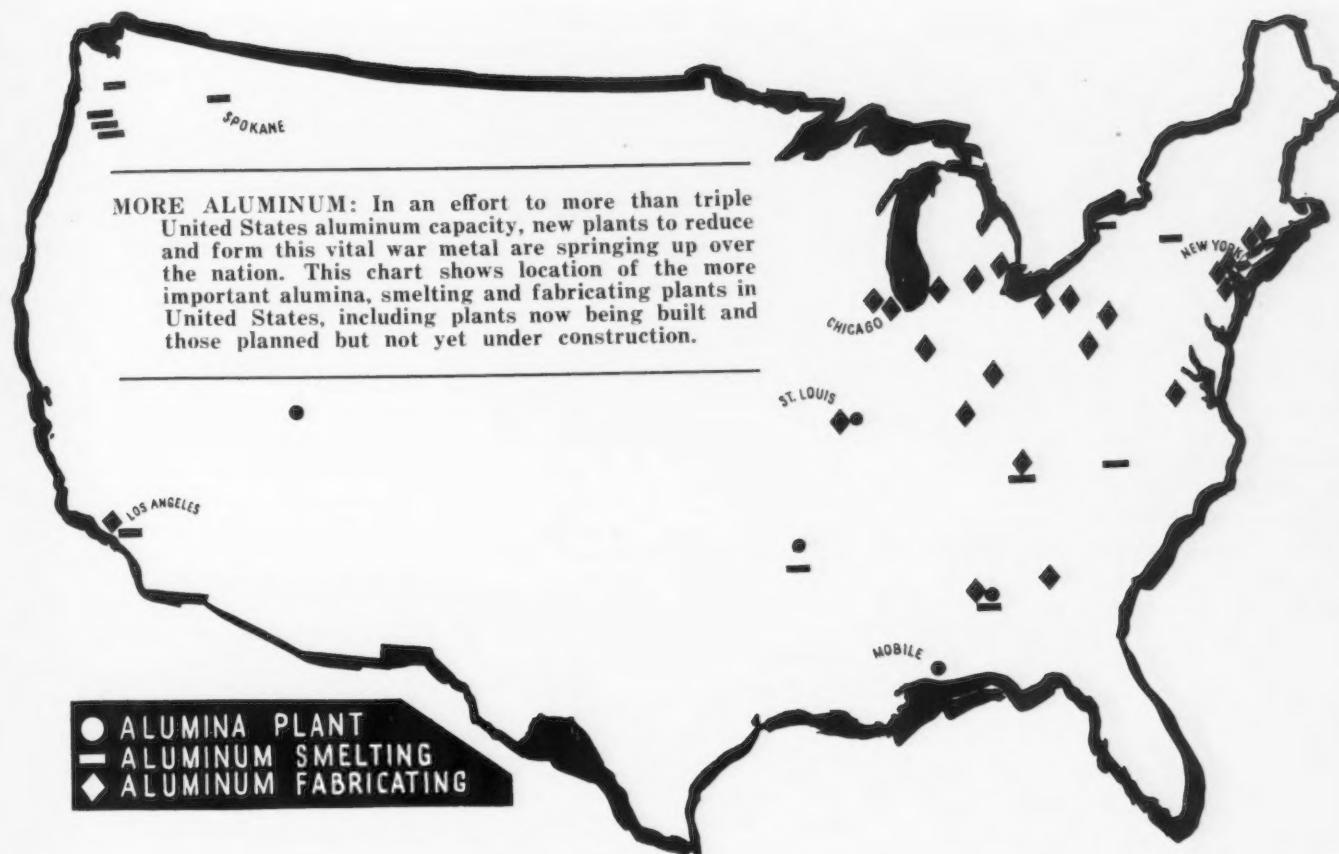 SPOKANE
MORE ALUMINUM: In an effort to more than triple
United States aluminum capacity, new plants to reduce
and form this vital war metal are springing up over
the nation. This chart shows location of the more
important alumina, smelting and fabricating plants in
United States, including plants now being built and
those planned but not yet under construction.
NEW YORK
CHICAGO
ST. LOUIS
LOS ANGELES
MOBILE
ALUMINA PLANT
ALUMINUM SMELTING
ALUMINUM FABRICATING